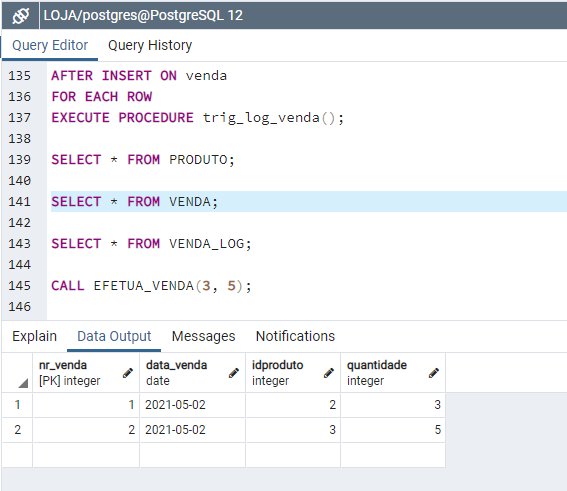 LOJA/postgres@PostgreSQL 12
Query Editor Query History
135 AFTER INSERT ON venda
136 FOR EACH ROW
137 EXECUTE PROCEDURE trig_log_venda();
138
139 SELECT * FROM PRODUTO;
140
141 SELECT * FROM VENDA;
142
143 SELECT * FROM VENDA_LOG;
144
145 CALL EFETUA_VENDA(3, 5);
146
Explain Data Output Messages Notifications
nr_venda data_venda idproduto quantidade
[PK] integer date integer integer
1 1 2021-05-02 2 3
2 2 2021-05-02 3 5